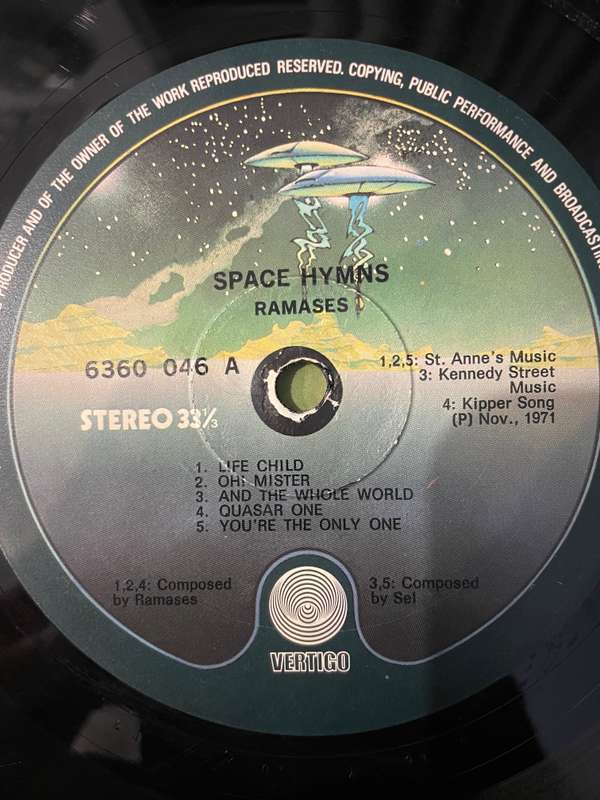 PRODUCER AND OF THE OWNER OF THE WORK REPRODUCED RESERVED. COPYING, PUBLIC PERFORMANCE AND BROADCASTING
SPACE HYMNS
RAMASES
6360 046 A
STEREO 33⅓
1,2,5: St. Anne's Music
3: Kennedy Street
Music
4: Kipper Song
(P) Nov., 1971
1. LIFE CHILD
2. OH! MISTER
3. AND THE WHOLE WORLD
4. QUASAR ONE
5. YOU'RE THE ONLY ONE
1,2,4: Composed
by Ramases
3,5: Composed
by Sel
VERTIGO